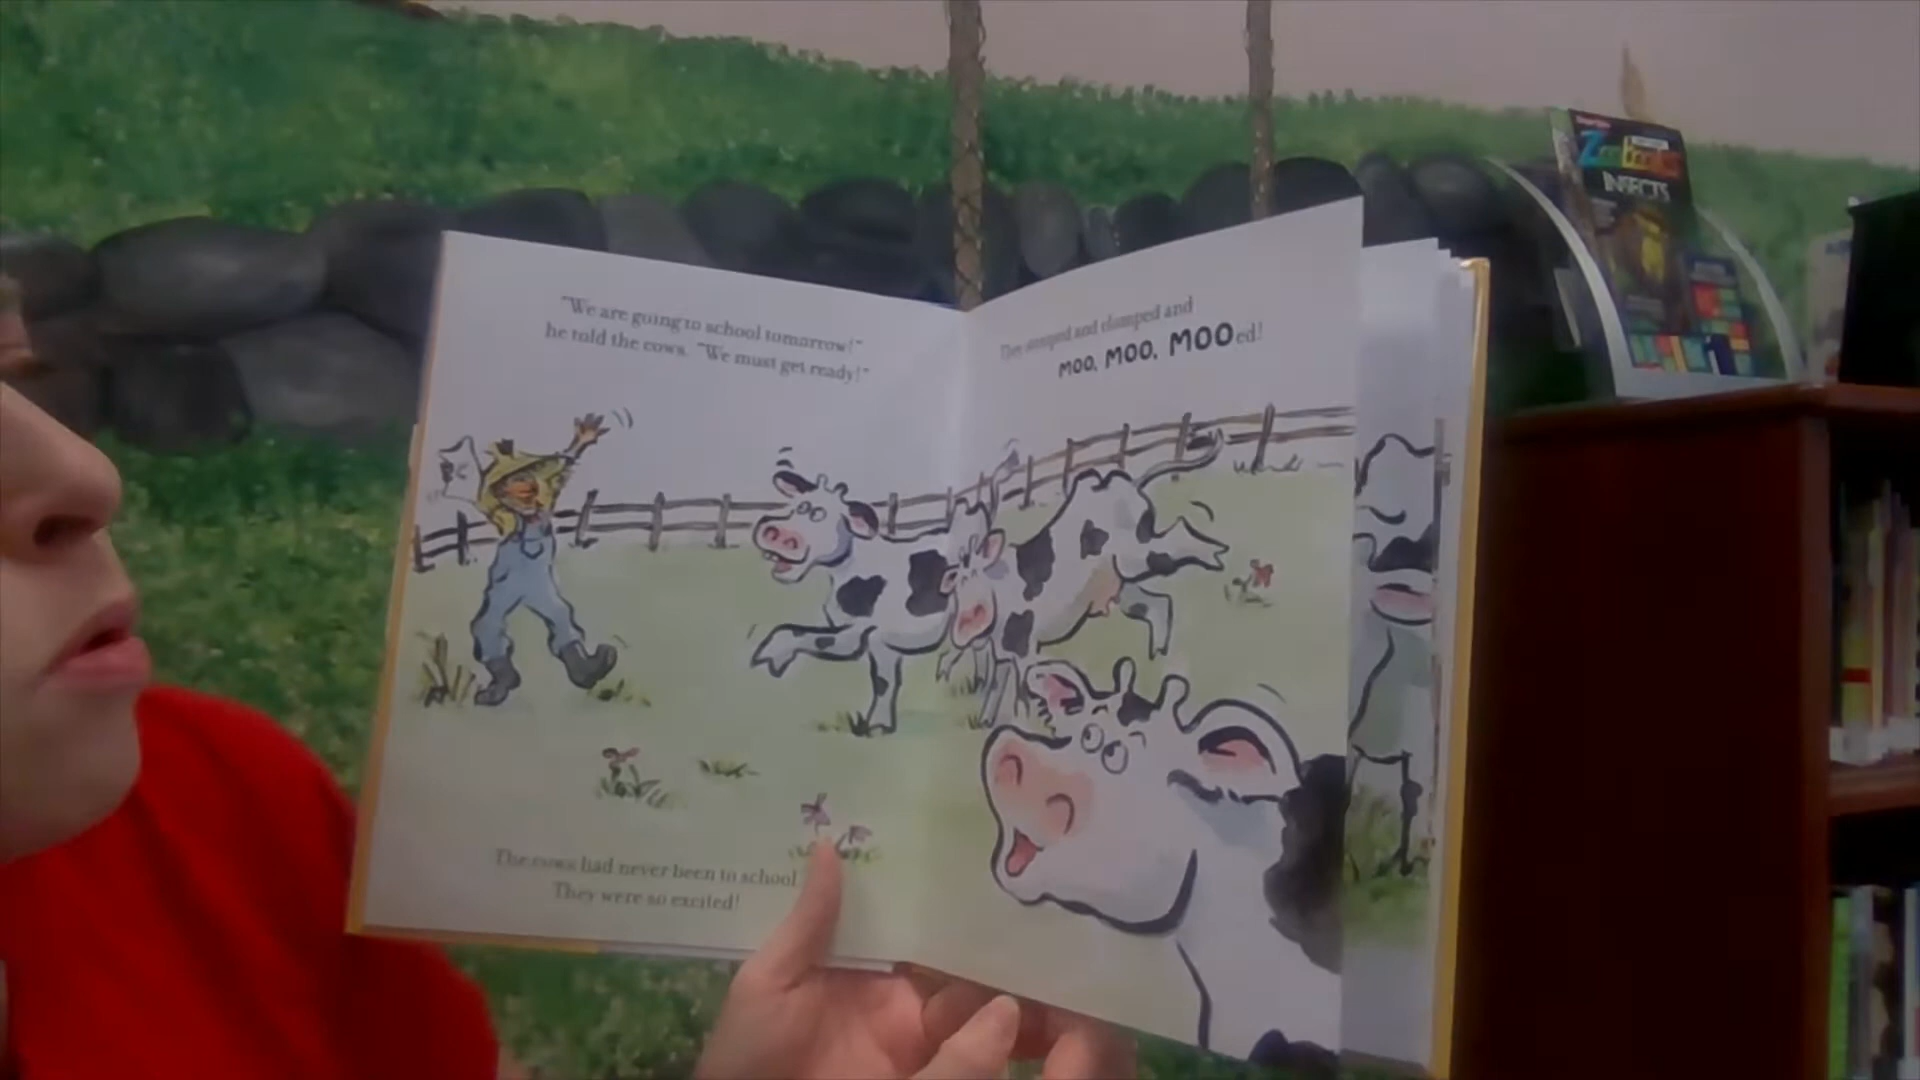 "We are going to school tomorrow!"
he told the cows. "We must get ready!"
The cows had never been to school
They were so excited!
They stomped and clomped and
MOO, MOO, MOOed!
INSECTS